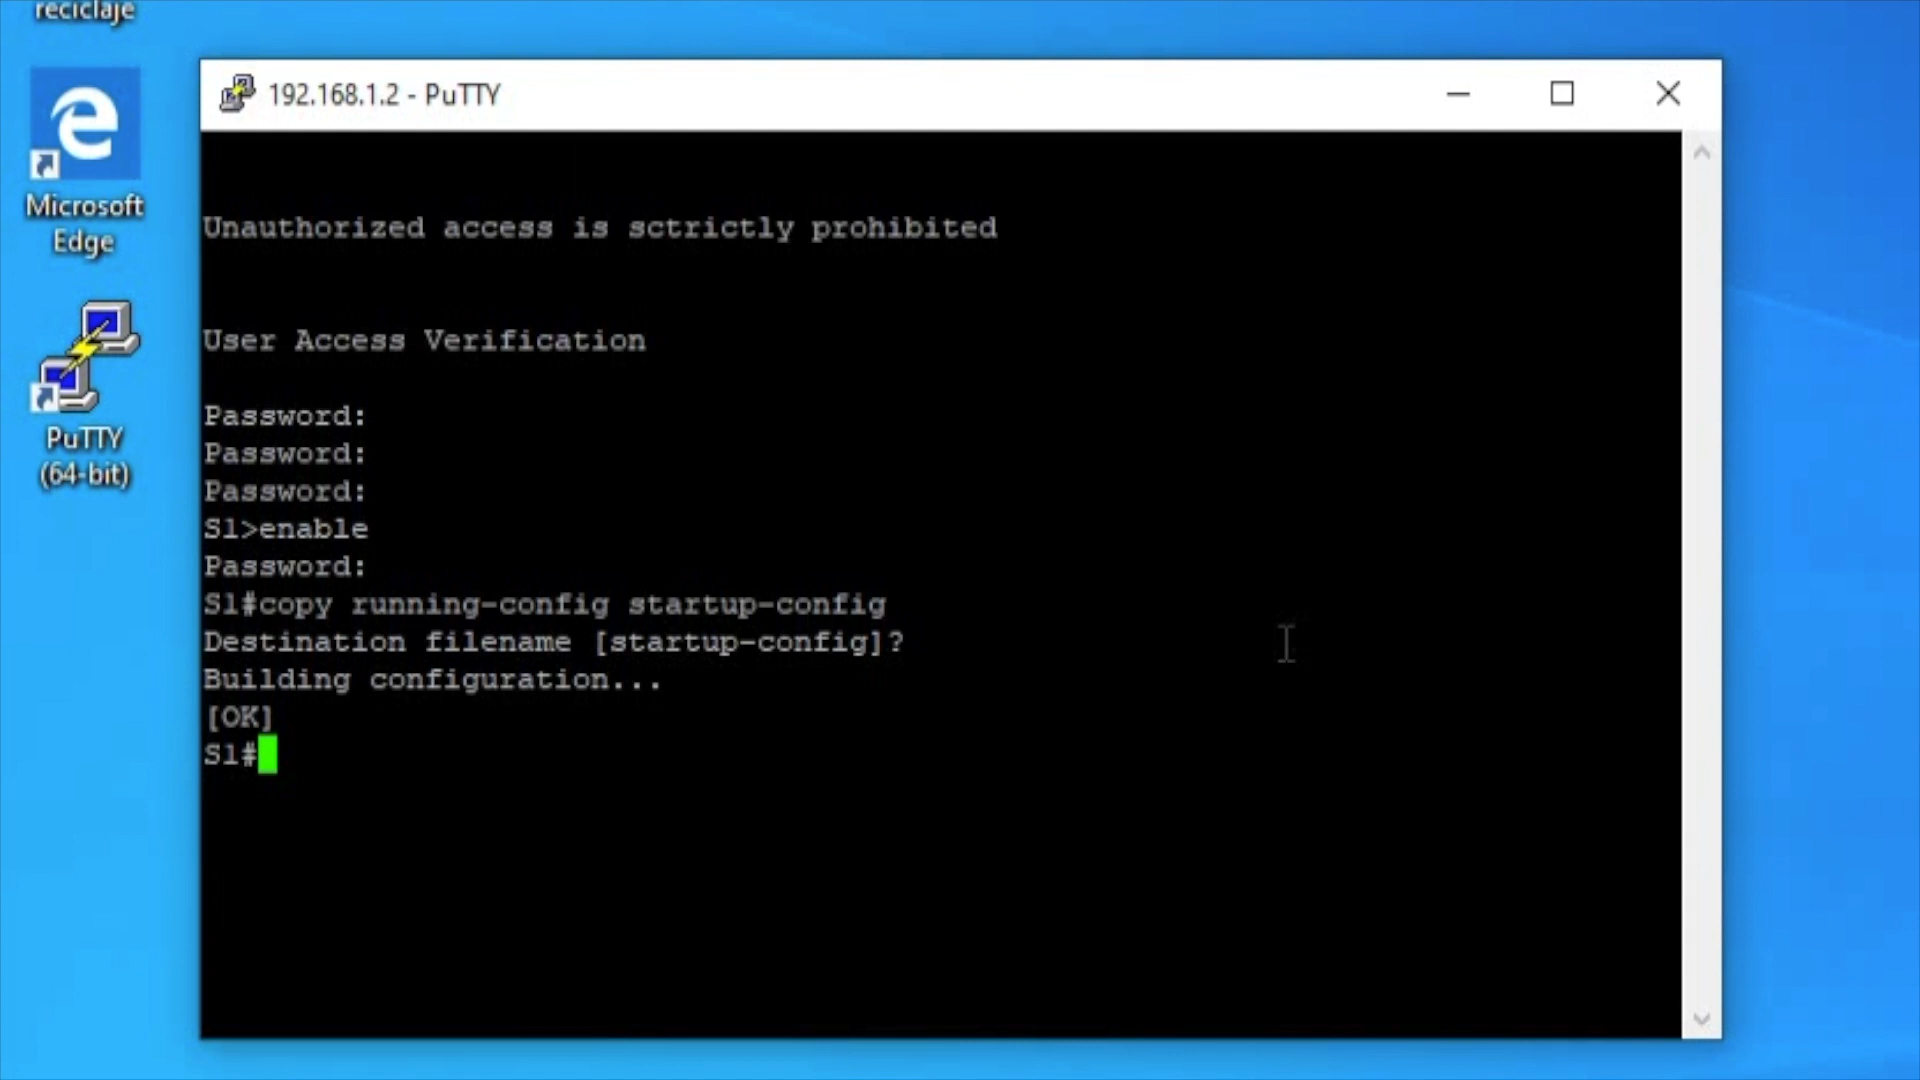 reciclaje
Microsoft
Edge
PuTTY
(64-bit)
192.168.1.2 - PuTTY
Unauthorized access is sctrictly prohibited
User Access Verification
Password:
Password:
Password:
S1>enable
Password:
S1#copy running-config startup-config
Destination filename [startup-config]?
Building configuration...
[OK]
S1#